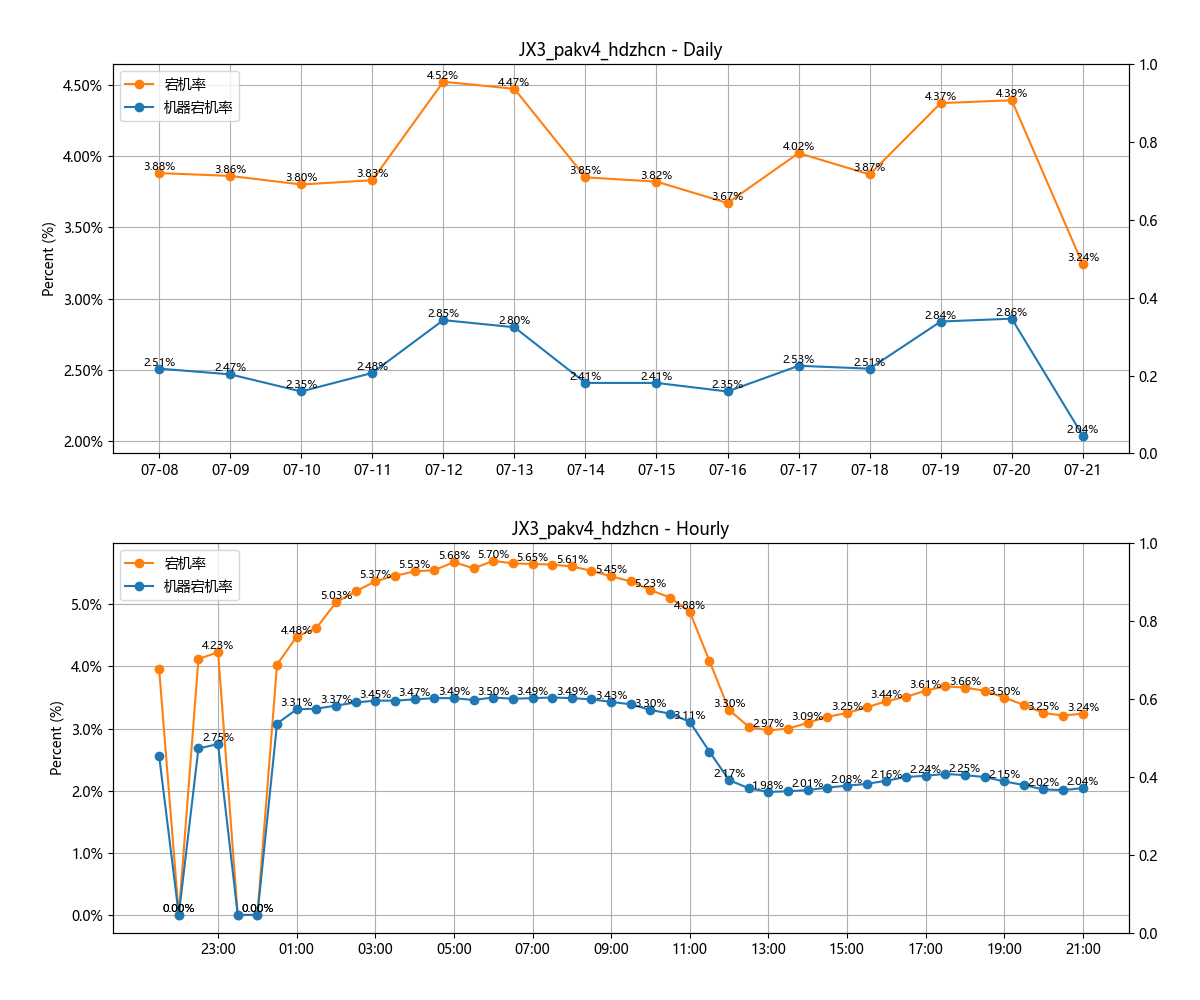 JX3_pakv4_hdzhcn - Daily
宕机率
机器宕机率
Percent (%)
4.50%
4.00%
3.50%
3.00%
2.50%
2.00%
1.0
0.8
0.6
0.4
0.2
0.0
3.88% 3.86% 3.80% 3.83% 4.52% 4.47% 3.85% 3.82% 3.67% 4.02% 3.87% 4.37% 4.39% 3.24%
2.51% 2.47% 2.35% 2.48% 2.85% 2.80% 2.41% 2.41% 2.35% 2.53% 2.51% 2.84% 2.86% 2.04%
07-08 07-09 07-10 07-11 07-12 07-13 07-14 07-15 07-16 07-17 07-18 07-19 07-20 07-21
JX3_pakv4_hdzhcn - Hourly
宕机率
机器宕机率
Percent (%)
5.0%
4.0%
3.0%
2.0%
1.0%
0.0%
1.0
0.8
0.6
0.4
0.2
0.0
0.00% 4.23% 0.00% 4.48% 5.03% 5.37% 5.53% 5.68% 5.70% 5.65% 5.61% 5.45% 5.23% 4.88% 3.30% 2.97% 3.09% 3.25% 3.44% 3.61% 3.66% 3.50% 3.25% 3.24%
0.00% 2.75% 0.00% 3.31% 3.37% 3.45% 3.47% 3.49% 3.50% 3.49% 3.49% 3.43% 3.30% 3.11% 2.17% 1.98% 2.01% 2.08% 2.16% 2.24% 2.25% 2.15% 2.02% 2.04%
23:00 01:00 03:00 05:00 07:00 09:00 11:00 13:00 15:00 17:00 19:00 21:00